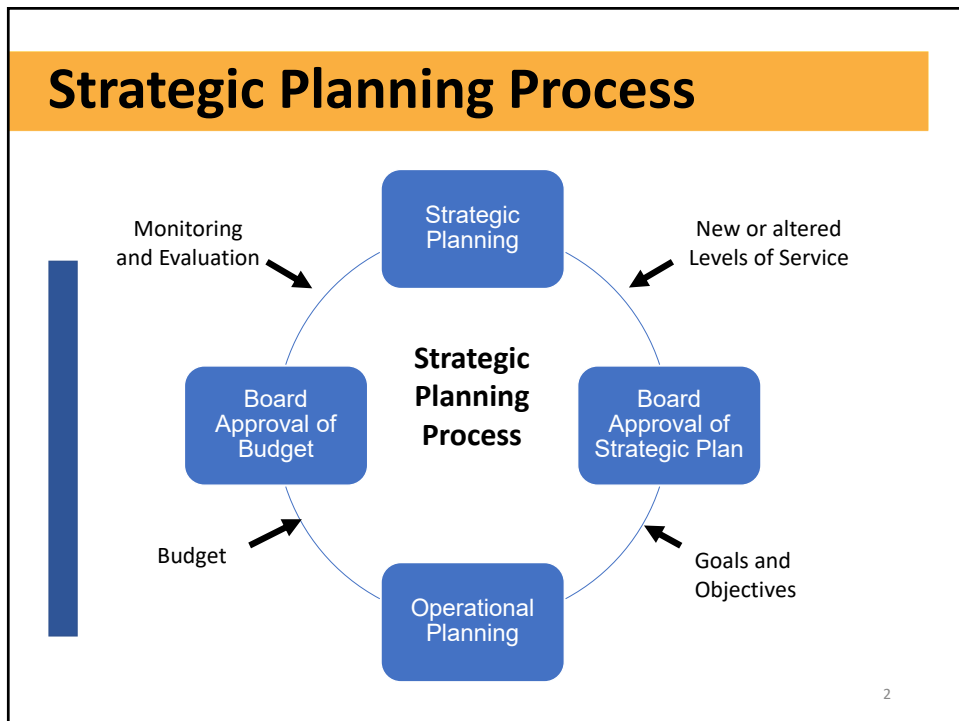 Strategic Planning Process
Strategic
Planning
Monitoring
and Evaluation
New or altered
Levels of Service
Strategic
Planning
Process
Board
Approval of
Budget
Board
Approval of
Strategic Plan
Budget
Goals and
Objectives
Operational
Planning
2